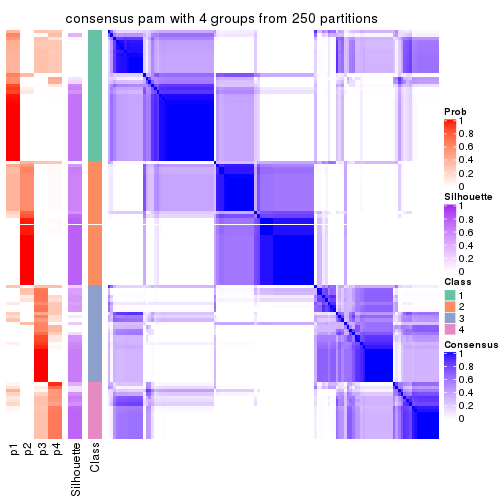 consensus pam with 4 groups from 250 partitions
Prob
1
0.8
0.6
0.4
0.2
0
Silhouette
1
0.8
0.6
0.4
0.2
0
Class
1
2
3
4
Consensus
1
0.8
0.6
0.4
0.2
0
p1
p2
p3
p4
Silhouette
Class